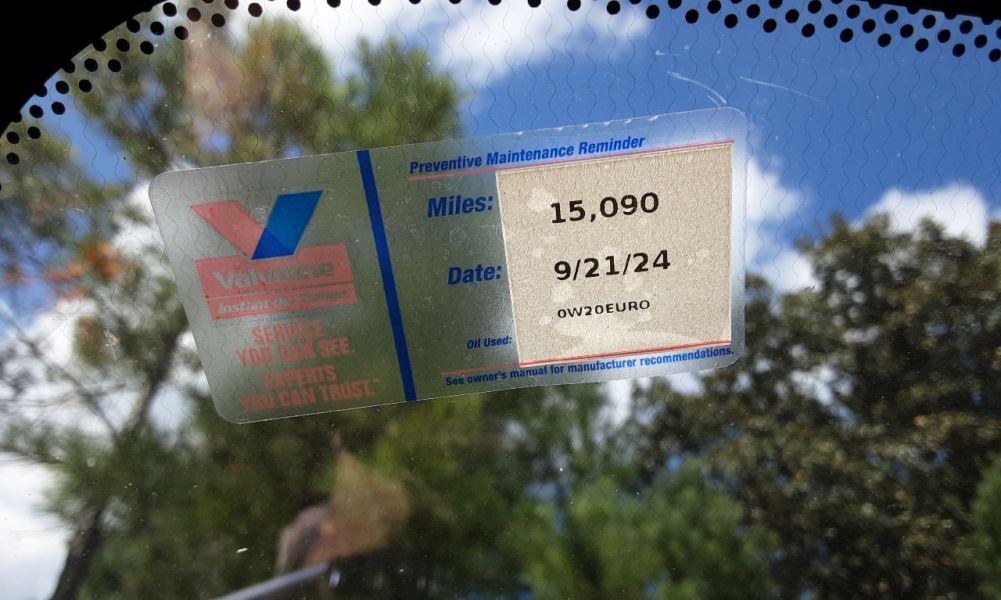 Preventive Maintenance Reminder
Miles: 15,090
Date: 9/21/24
Oil Used: 0W20EURO
See owner's manual for manufacturer recommendations.
Valvoline
Instant Oil Change
SERVICE
YOU CAN SEE.
EXPERTS
YOU CAN TRUST.™